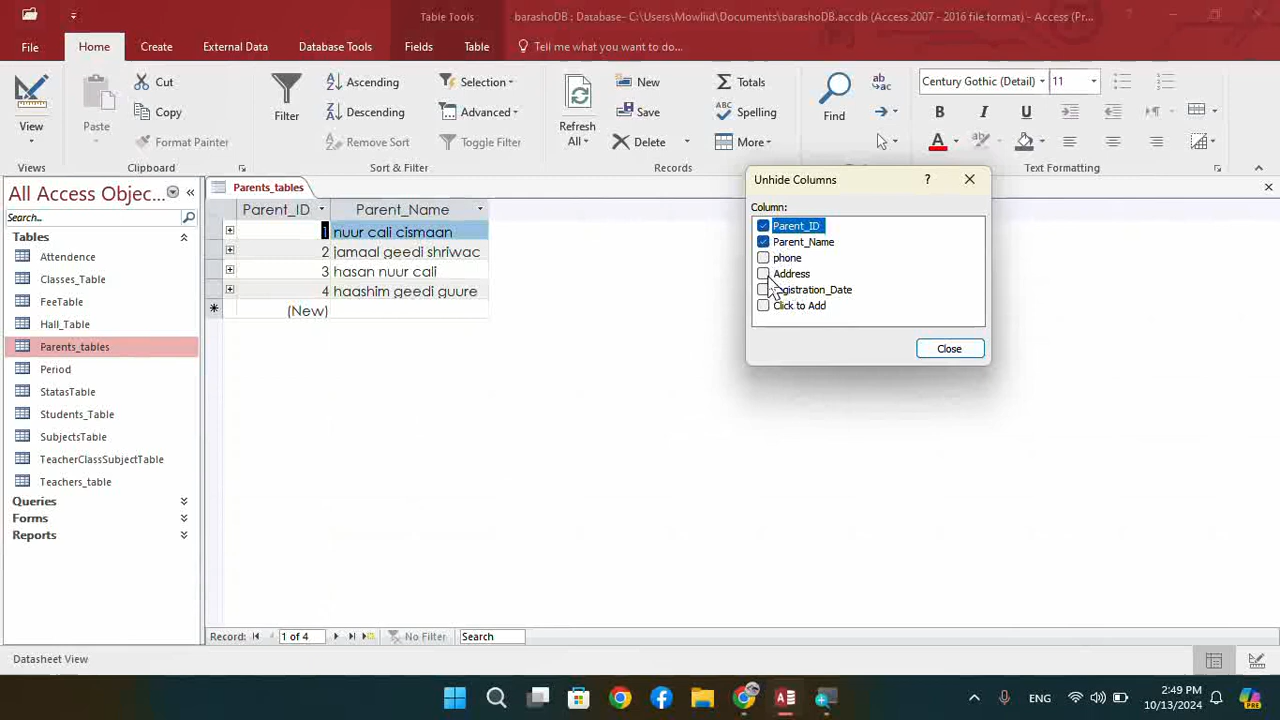 Table Tools
barashoDB : Database- C:\Users\Mowliid\Documents\barashoDB.accdb (Access 2007 - 2016 file format) - Access (Pr...
File Home Create External Data Database Tools Fields Table Tell me what you want to do...
View
Paste
Cut
Copy
Format Painter
Filter
Ascending
Descending
Remove Sort
Selection
Advanced
Toggle Filter
Refresh
All
New
Save
Delete
Totals
Spelling
More
Find
Century Gothic (Detail) 11
B I U
A
Views Clipboard Sort & Filter Records Text Formatting
All Access Objec...
Search..
Tables
Attendence
Classes_Table
FeeTable
Hall_Table
Parents_tables
Period
StatasTable
Students_Table
SubjectsTable
TeacherClassSubjectTable
Teachers_table
Queries
Forms
Reports
Parents_tables
Parent_ID Parent_Name
1 nuur cali cismaan
2 jamaal geedi shriwac
3 hasan nuur cali
4 haashim geedi guure
(New)
Unhide Columns
?
Column:
Parent_ID
Parent_Name
phone
Address
gistration_Date
Click to Add
Close
Record: 1 of 4 No Filter Search
Datasheet View
ENG
2:49 PM
10/13/2024
PRE